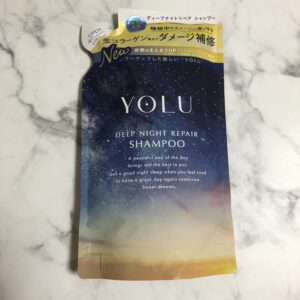 ディープナイトリペア シャンプー
OPEN
生コラーゲン
ダメージ補修
New
YOLU
DEEP NIGHT REPAIR
SHAMPOO
A peaceful end of the day
brings out the best in you.
Get a good night sleep when you feel tired
to have a great day again tomorrow.
Sweet dreams.